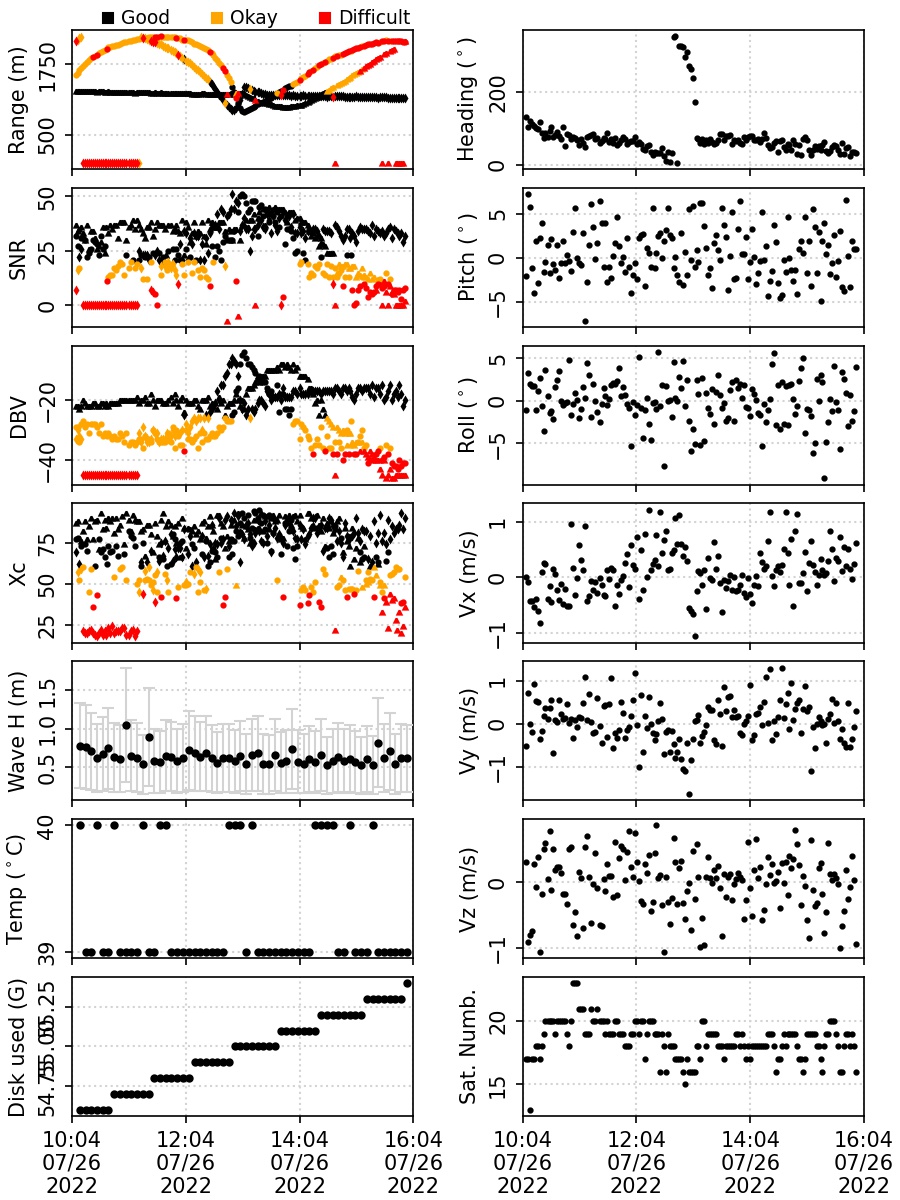 Good Okay Difficult
Range (m)
1750
500
Heading ( ° )
200
0
SNR
50
25
0
Pitch ( ° )
5
0
−5
DBV
−20
−40
Roll ( ° )
5
0
−5
Xc
75
50
25
Vx (m/s)
1
0
−1
Wave H (m)
1.5
1.0
0.5
Vy (m/s)
1
0
−1
Temp ( ° C)
40
39
Vz (m/s)
0
−1
Disk used (G)
54.75
Sat. Numb.
20
15
10:04 12:04 14:04 16:04 10:04 12:04 14:04 16:04
07/26 07/26 07/26 07/26 07/26 07/26 07/26 07/26
2022 2022 2022 2022 2022 2022 2022 2022